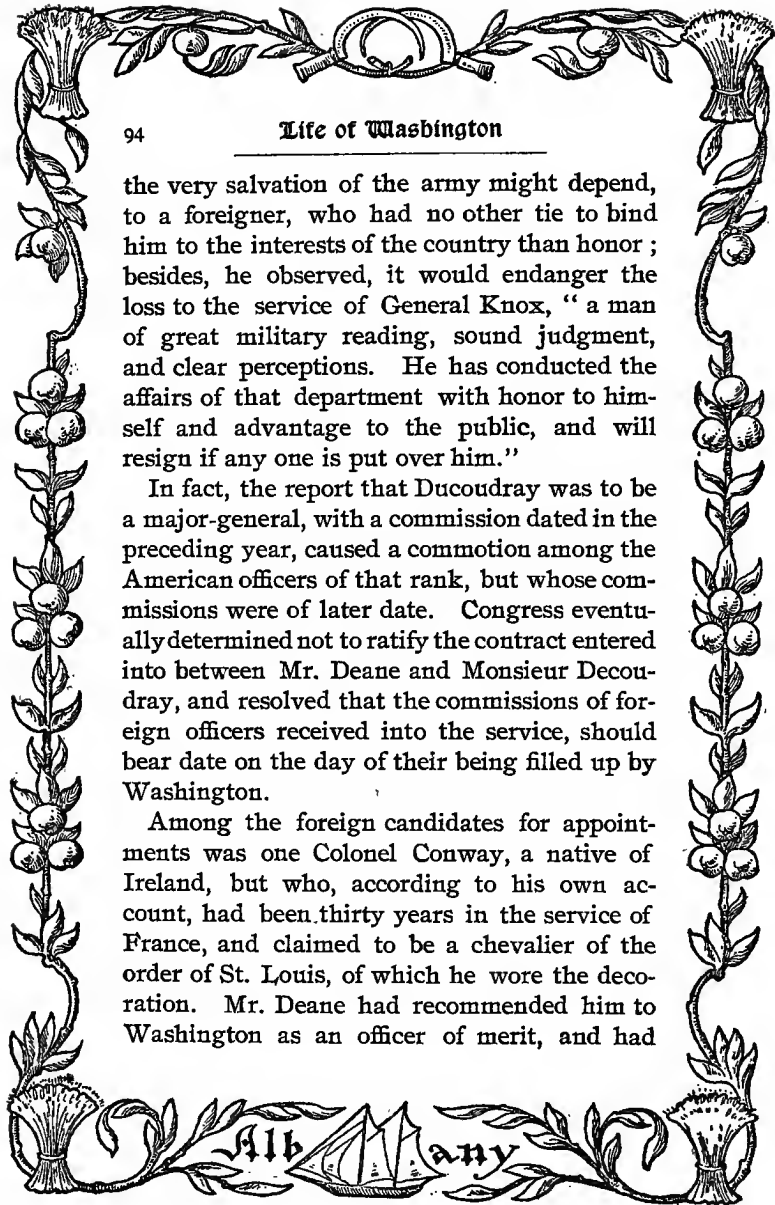 94 Life of Washington
the very salvation of the army might depend,
to a foreigner, who had no other tie to bind
him to the interests of the country than honor ;
besides, he observed, it would endanger the
loss to the service of General Knox, “ a man
of great military reading, sound judgment,
and clear perceptions. He has conducted the
affairs of that department with honor to him-
self and advantage to the public, and will
resign if any one is put over him.”
In fact, the report that Ducoudray was to be
a major-general, with a commission dated in the
preceding year, caused a commotion among the
American officers of that rank, but whose com-
missions were of later date. Congress eventu-
ally determined not to ratify the contract entered
into between Mr. Deane and Monsieur Decou-
dray, and resolved that the commissions of for-
eign officers received into the service, should
bear date on the day of their being filled up by
Washington.
Among the foreign candidates for appoint-
ments was one Colonel Conway, a native of
Ireland, but who, according to his own ac-
count, had been thirty years in the service of
France, and claimed to be a chevalier of the
order of St. Louis, of which he wore the deco-
ration. Mr. Deane had recommended him to
Washington as an officer of merit, and had
Alb any